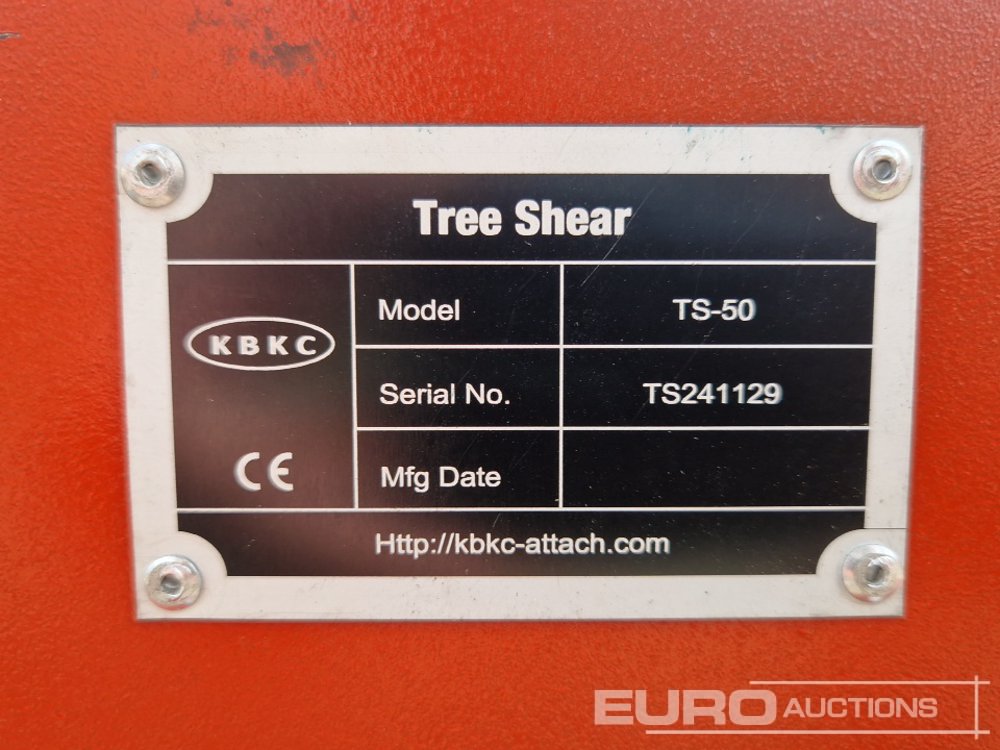 Tree Shear
KBKC
CE
Model TS-50
Serial No. TS241129
Mfg Date
Http://kbkc-attach.com
EURO AUCTIONS